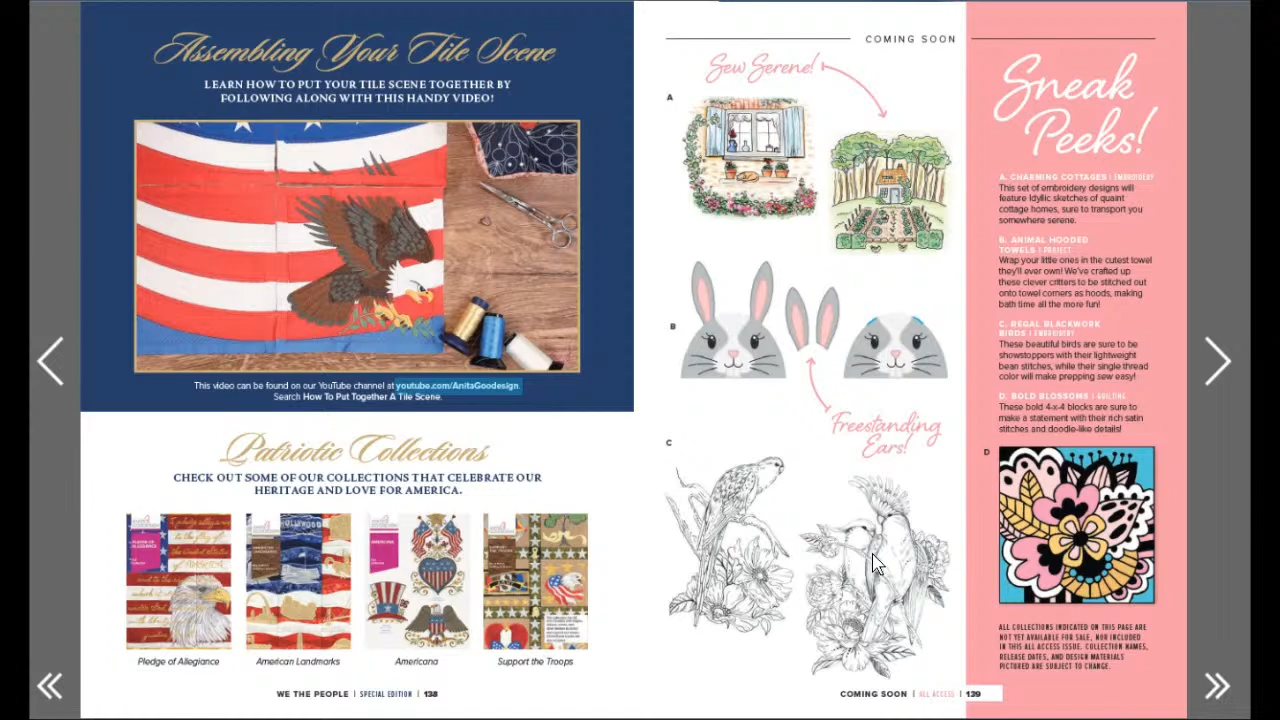 Assembling Your Tile Scene
LEARN HOW TO PUT YOUR TILE SCENE TOGETHER BY
FOLLOWING ALONG WITH THIS HANDY VIDEO!
This video can be found on our YouTube channel at youtube.com/AnitaGoodesign.
Search How To Put Together A Tile Scene.
Patriotic Collections
CHECK OUT SOME OF OUR COLLECTIONS THAT CELEBRATE OUR
HERITAGE AND LOVE FOR AMERICA.
Pledge of Allegiance
American Landmarks
Americana
Support the Troops
WE THE PEOPLE | SPECIAL EDITION | 138
COMING SOON
Sew Serene!
A
B
Freestanding
Ears!
C
Sneak
Peeks!
A. CHARMING COTTAGES | EMBROIDERY
This set of embroidery designs will
feature idyllic sketches of quaint
cottage homes, sure to transport you
somewhere serene.
B. ANIMAL HOODED
TOWELS | PROJECT
Wrap your little ones in the cutest towel
they'll ever own! We've crafted up
these clever critters to be stitched out
onto towel corners as hoods, making
bath time all the more fun!
C. REGAL BLACKWORK
BIRDS | EMBROIDERY
These beautiful birds are sure to be
showstoppers with their lightweight
bean stitches, while their single thread
color will make prepping sew easy!
D. BOLD BLOSSOMS | QUILTING
These bold 4-x-4 blocks are sure to
make a statement with their rich satin
stitches and doodle-like details!
D
ALL COLLECTIONS INDICATED ON THIS PAGE ARE
NOT YET AVAILABLE FOR SALE, NOR INCLUDED
IN THIS ALL ACCESS ISSUE. COLLECTION NAMES,
RELEASE DATES, AND DESIGN MATERIALS
PICTURED ARE SUBJECT TO CHANGE.
COMING SOON | ALL ACCESS | 139